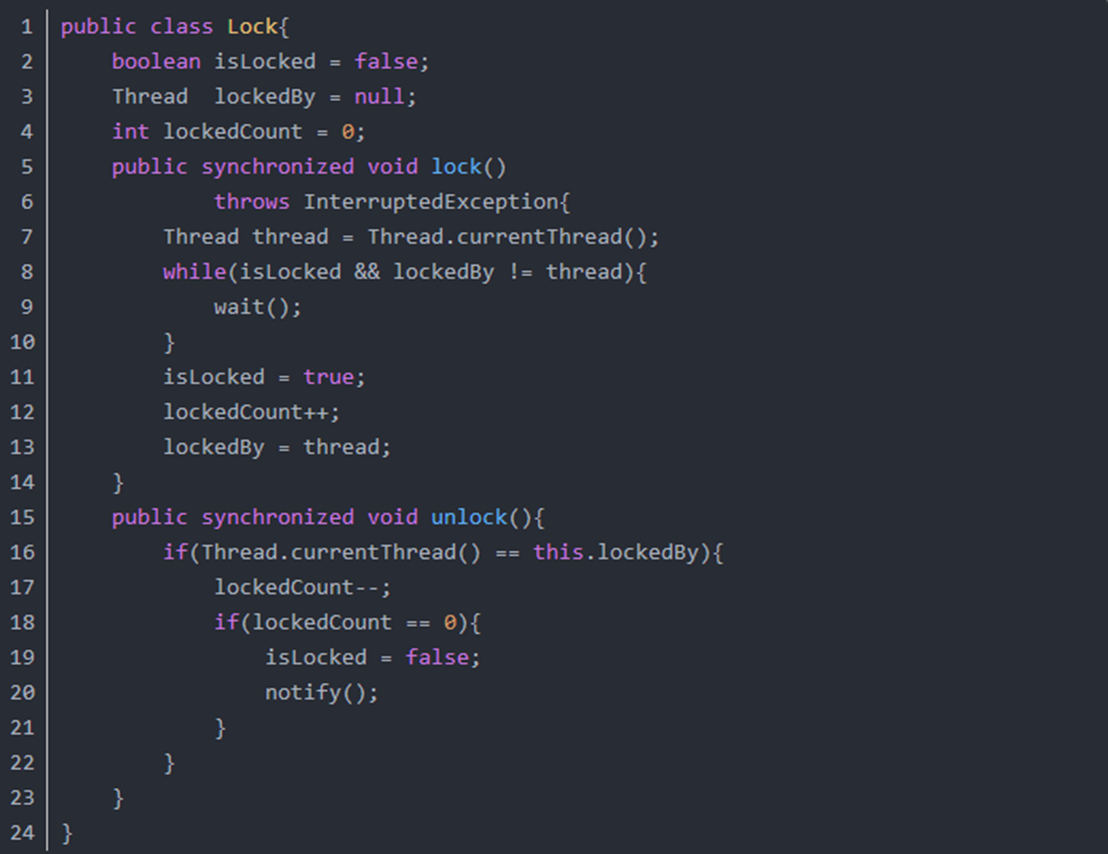 1 public class Lock{
2     boolean isLocked = false;
3     Thread  lockedBy = null;
4     int lockedCount = 0;
5     public synchronized void lock()
6             throws InterruptedException{
7         Thread thread = Thread.currentThread();
8         while(isLocked && lockedBy != thread){
9             wait();
10         }
11         isLocked = true;
12         lockedCount++;
13         lockedBy = thread;
14     }
15     public synchronized void unlock(){
16         if(Thread.currentThread() == this.lockedBy){
17             lockedCount--;
18             if(lockedCount == 0){
19                 isLocked = false;
20                 notify();
21             }
22         }
23     }
24 }